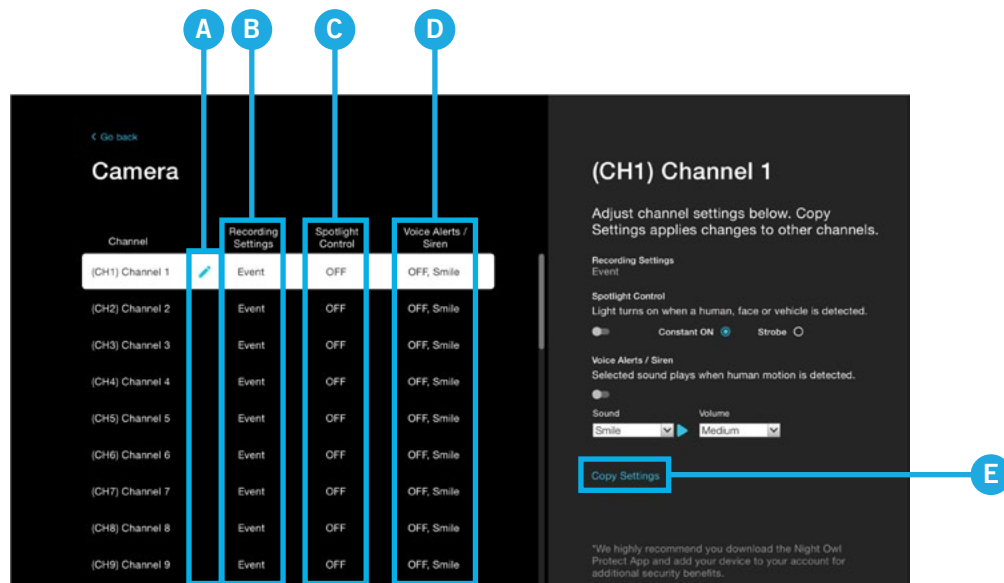 A B C D
< Go back
Camera
Channel
Recording Settings
Spotlight Control
Voice Alerts / Siren
(CH1) Channel 1 Event OFF OFF, Smile
(CH2) Channel 2 Event OFF OFF, Smile
(CH3) Channel 3 Event OFF OFF, Smile
(CH4) Channel 4 Event OFF OFF, Smile
(CH5) Channel 5 Event OFF OFF, Smile
(CH6) Channel 6 Event OFF OFF, Smile
(CH7) Channel 7 Event OFF OFF, Smile
(CH8) Channel 8 Event OFF OFF, Smile
(CH9) Channel 9 Event OFF OFF, Smile
(CH1) Channel 1
Adjust channel settings below. Copy
Settings applies changes to other channels.
Recording Settings
Event
Spotlight Control
Light turns on when a human, face or vehicle is detected.
Constant ON Strobe
Voice Alerts / Siren
Selected sound plays when human motion is detected.
Sound Volume
Smile Medium
Copy Settings
E
*We highly recommend you download the Night Owl
Protect App and add your device to your account for
additional security benefits.